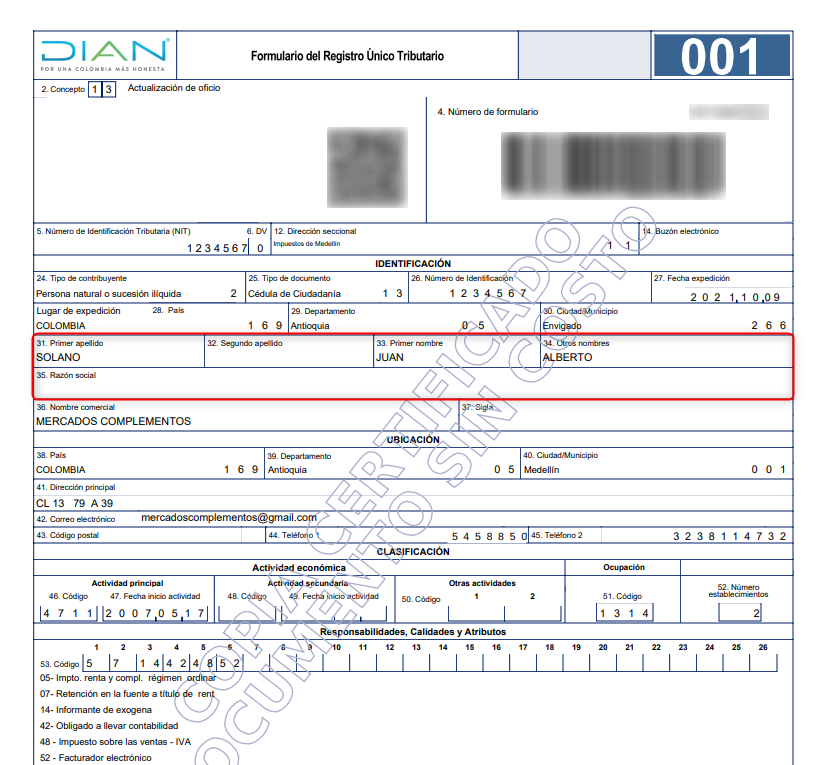 DIAN
POR UNA COLOMBIA MÁS HONESTA
Formulario del Registro Único Tributario
001
2. Concepto 1 3 Actualización de oficio
4. Número de formulario
5. Número de Identificación Tributaria (NIT) 6. DV 12. Dirección seccional 14. Buzón electrónico
1 2 3 4 5 6 7 0 Impuestos de Medellín 1 1
IDENTIFICACIÓN
24. Tipo de contribuyente 25. Tipo de documento 26. Número de Identificación 27. Fecha expedición
Persona natural o sucesión ilíquida 2 Cédula de Ciudadanía 1 3 1 2 3 4 5 6 7 2 0 2 1, 1 0, 0 9
Lugar de expedición 28. País 29. Departamento 30. Ciudad/Municipio
COLOMBIA 1 6 9 Antioquia 0 5 Envigado 2 6 6
31. Primer apellido 32. Segundo apellido 33. Primer nombre 34. Otros nombres
SOLANO JUAN ALBERTO
35. Razón social
36. Nombre comercial 37. Sigla
MERCADOS COMPLEMENTOS
UBICACIÓN
38. País 39. Departamento 40. Ciudad/Municipio
COLOMBIA 1 6 9 Antioquia 0 5 Medellín 0 0 1
41. Dirección principal
CL 13 79 A 39
42. Correo electrónico mercadoscomplementos@gmail.com
43. Código postal 44. Teléfono 1 5 4 5 8 8 5 0 45. Teléfono 2 3 2 3 8 1 1 4 7 3 2
CLASIFICACIÓN
Actividad económica Ocupación
Actividad principal Actividad secundaria Otras actividades 52. Número establecimientos
46. Código 47. Fecha inicio actividad 48. Código 49. Fecha inicio actividad 50. Código 1 2 51. Código
4 7 1 1 2 0 0 7 0 5 1 7 1 3 1 4 2
Responsabilidades, Calidades y Atributos
1 2 3 4 5 6 7 8 9 10 11 12 13 14 15 16 17 18 19 20 21 22 23 24 25 26
53. Código 5 7 1 4 4 2 4 8 5 2
05- Impto. renta y compl. régimen ordinar
07- Retención en la fuente a título de rent
14- Informante de exogena
42- Obligado a llevar contabilidad
48 - Impuesto sobre las ventas - IVA
52 - Facturador electrónico
COPIA CERTIFICADO
DOCUMENTO SIN COSTO